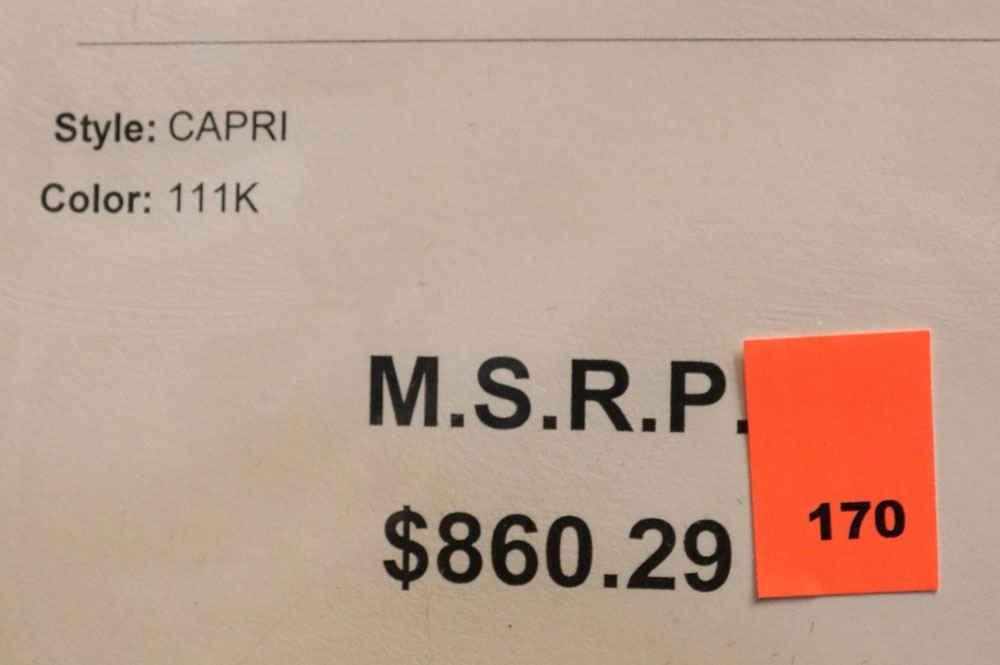 Style: CAPRI
Color: 111K
M.S.R.P.
$860.29
170